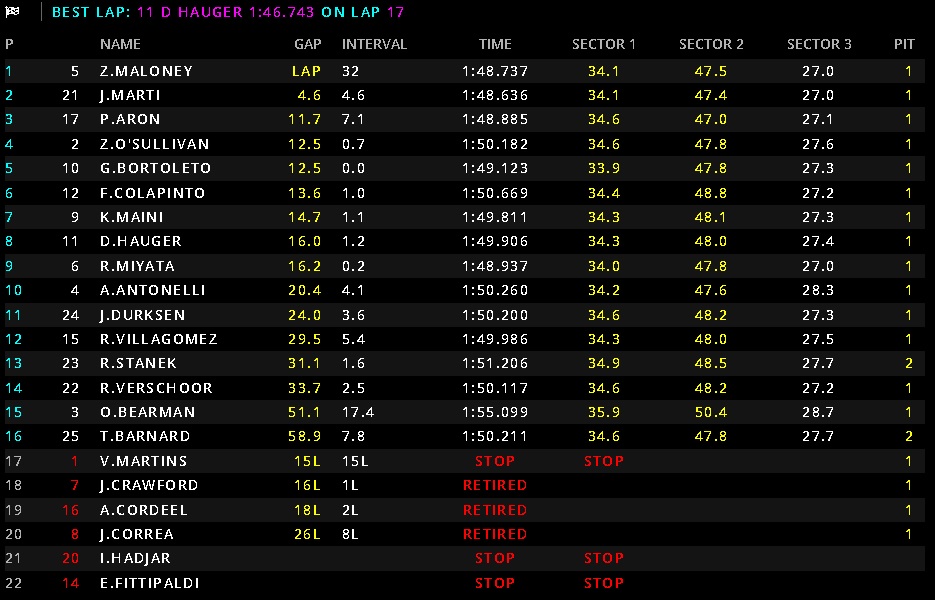 BEST LAP: 11 D HAUGER 1:46.743 ON LAP 17
P NAME GAP INTERVAL TIME SECTOR 1 SECTOR 2 SECTOR 3 PIT
1 5 Z.MALONEY LAP 32 1:48.737 34.1 47.5 27.0 1
2 21 J.MARTI 4.6 4.6 1:48.636 34.1 47.4 27.0 1
3 17 P.ARON 11.7 7.1 1:48.885 34.6 47.0 27.1 1
4 2 Z.O'SULLIVAN 12.5 0.7 1:50.182 34.6 47.8 27.6 1
5 10 G.BORTOLETO 12.5 0.0 1:49.123 33.9 47.8 27.3 1
6 12 F.COLAPINTO 13.6 1.0 1:50.669 34.4 48.8 27.2 1
7 9 K.MAINI 14.7 1.1 1:49.811 34.3 48.1 27.3 1
8 11 D.HAUGER 16.0 1.2 1:49.906 34.3 48.0 27.4 1
9 6 R.MIYATA 16.2 0.2 1:48.937 34.0 47.8 27.0 1
10 4 A.ANTONELLI 20.4 4.1 1:50.260 34.2 47.6 28.3 1
11 24 J.DURKSEN 24.0 3.6 1:50.200 34.6 48.2 27.3 1
12 15 R.VILLAGOMEZ 29.5 5.4 1:49.986 34.3 48.0 27.5 1
13 23 R.STANEK 31.1 1.6 1:51.206 34.9 48.5 27.7 2
14 22 R.VERSCHOOR 33.7 2.5 1:50.117 34.6 48.2 27.2 1
15 3 O.BEARMAN 51.1 17.4 1:55.099 35.9 50.4 28.7 1
16 25 T.BARNARD 58.9 7.8 1:50.211 34.6 47.8 27.7 2
17 1 V.MARTINS 15L 15L STOP STOP 1
18 7 J.CRAWFORD 16L 1L RETIRED 1
19 16 A.CORDEEL 18L 2L RETIRED 1
20 8 J.CORREA 26L 8L RETIRED 1
21 20 I.HADJAR STOP STOP
22 14 E.FITTIPALDI STOP STOP